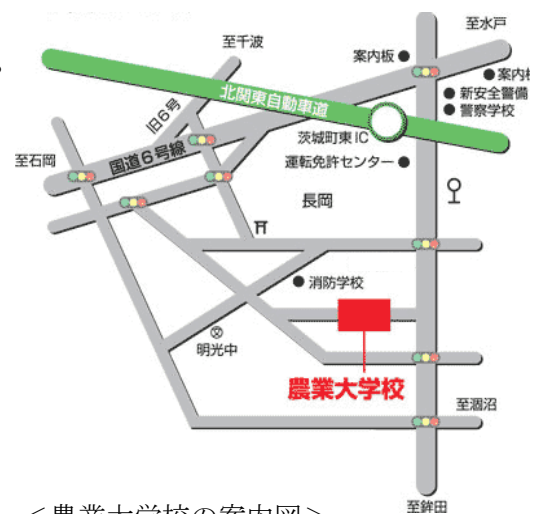 至水戸
至千波
案内板
案内
旧6号
北関東自動車道
新安全警備
警察学校
茨城町東IC
国道6号線
至石岡
運転免許センター
長岡
消防学校
明光中
農業大学校
至涸沼
至鉾田
＜農業大学校の案内図＞